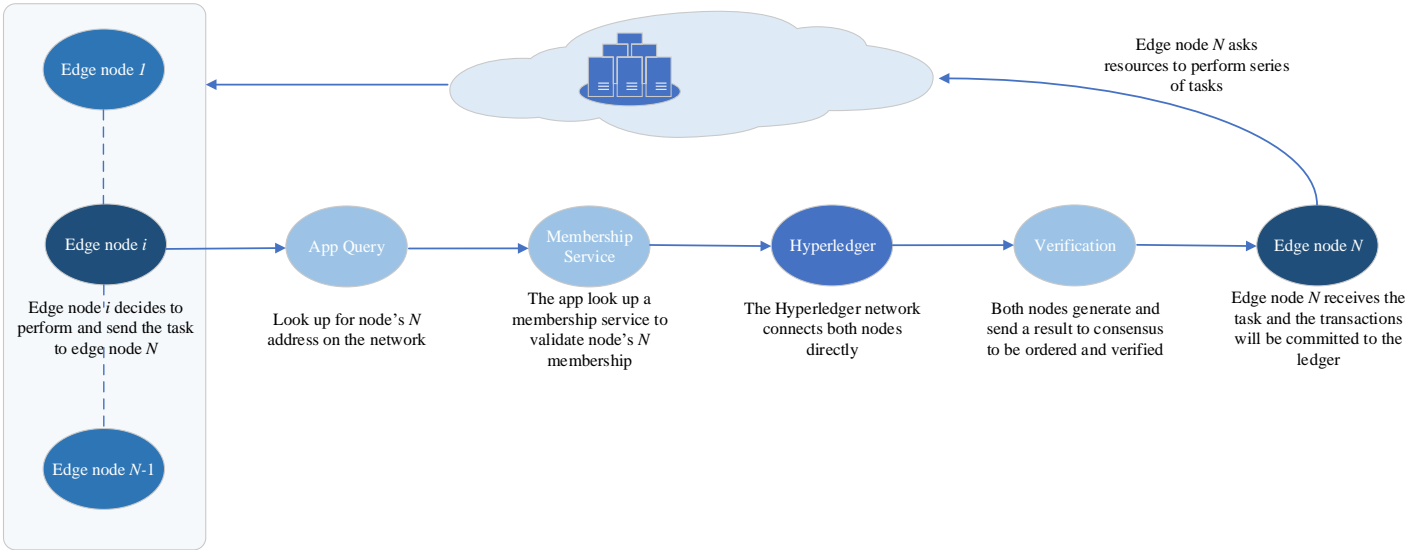 Edge node 1
Edge node N asks
resources to perform series
of tasks
Edge node i
App Query
Membership
Service
Hyperledger
Verification
Edge node N
Edge node i decides to
perform and send the task
to edge node N
Look up for node’s N
address on the network
The app look up a
membership service to
validate node’s N
membership
The Hyperledger network
connects both nodes
directly
Both nodes generate and
send a result to consensus
to be ordered and verified
Edge node N receives the
task and the transactions
will be committed to the
ledger
Edge node N-1